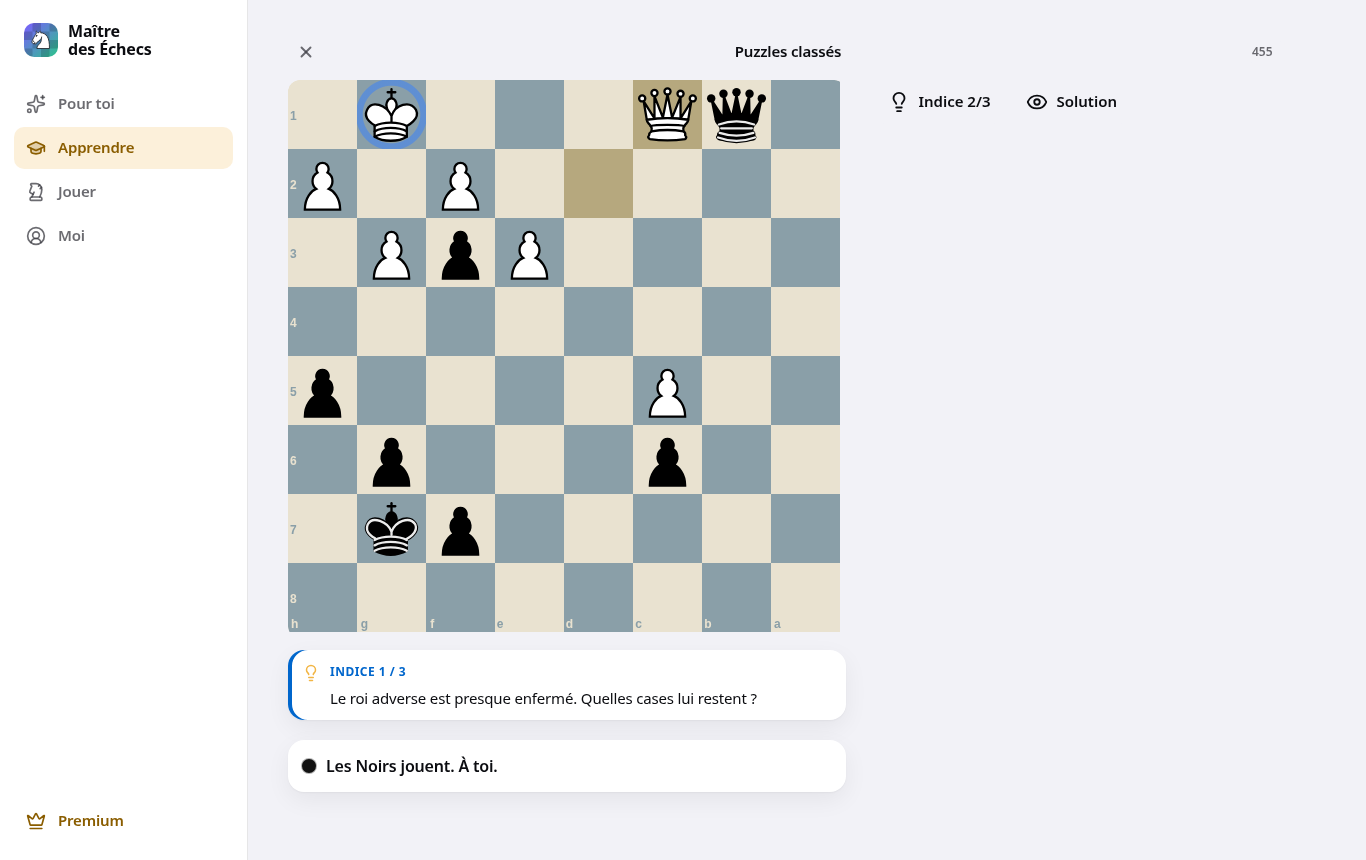 Maître
des Échecs
Pour toi
Apprendre
Jouer
Moi
Premium
Puzzles classés
455
Indice 2/3
Solution
1
2
3
4
5
6
7
8
h
g
f
e
d
c
b
a
INDICE 1 / 3
Le roi adverse est presque enfermé. Quelles cases lui restent ?
Les Noirs jouent. À toi.